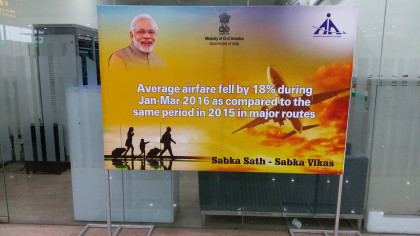 Ministry of Civil Aviation
Government of India
Average airfare fell by 18% during
Jan-Mar 2016 as compared to the
same period in 2015 in major routes
Sabka Sath - Sabka Vikas